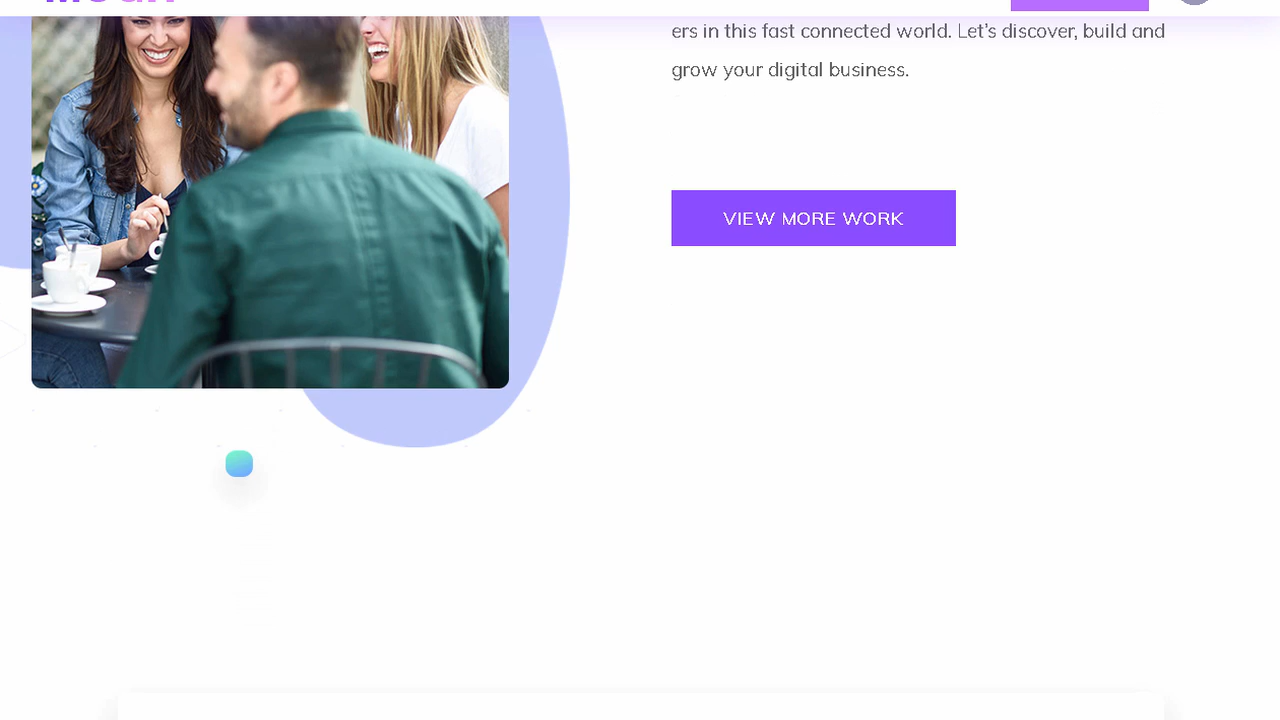 ers in this fast connected world. Let's discover, build and
grow your digital business.
VIEW MORE WORK